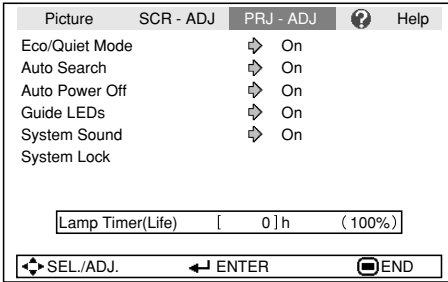 Picture SCR - ADJ PRJ - ADJ ? Help
Eco/Quiet Mode On
Auto Search On
Auto Power Off On
Guide LEDs On
System Sound On
System Lock
Lamp Timer(Life) [ 0 ] h (100%)
SEL./ADJ. ENTER END